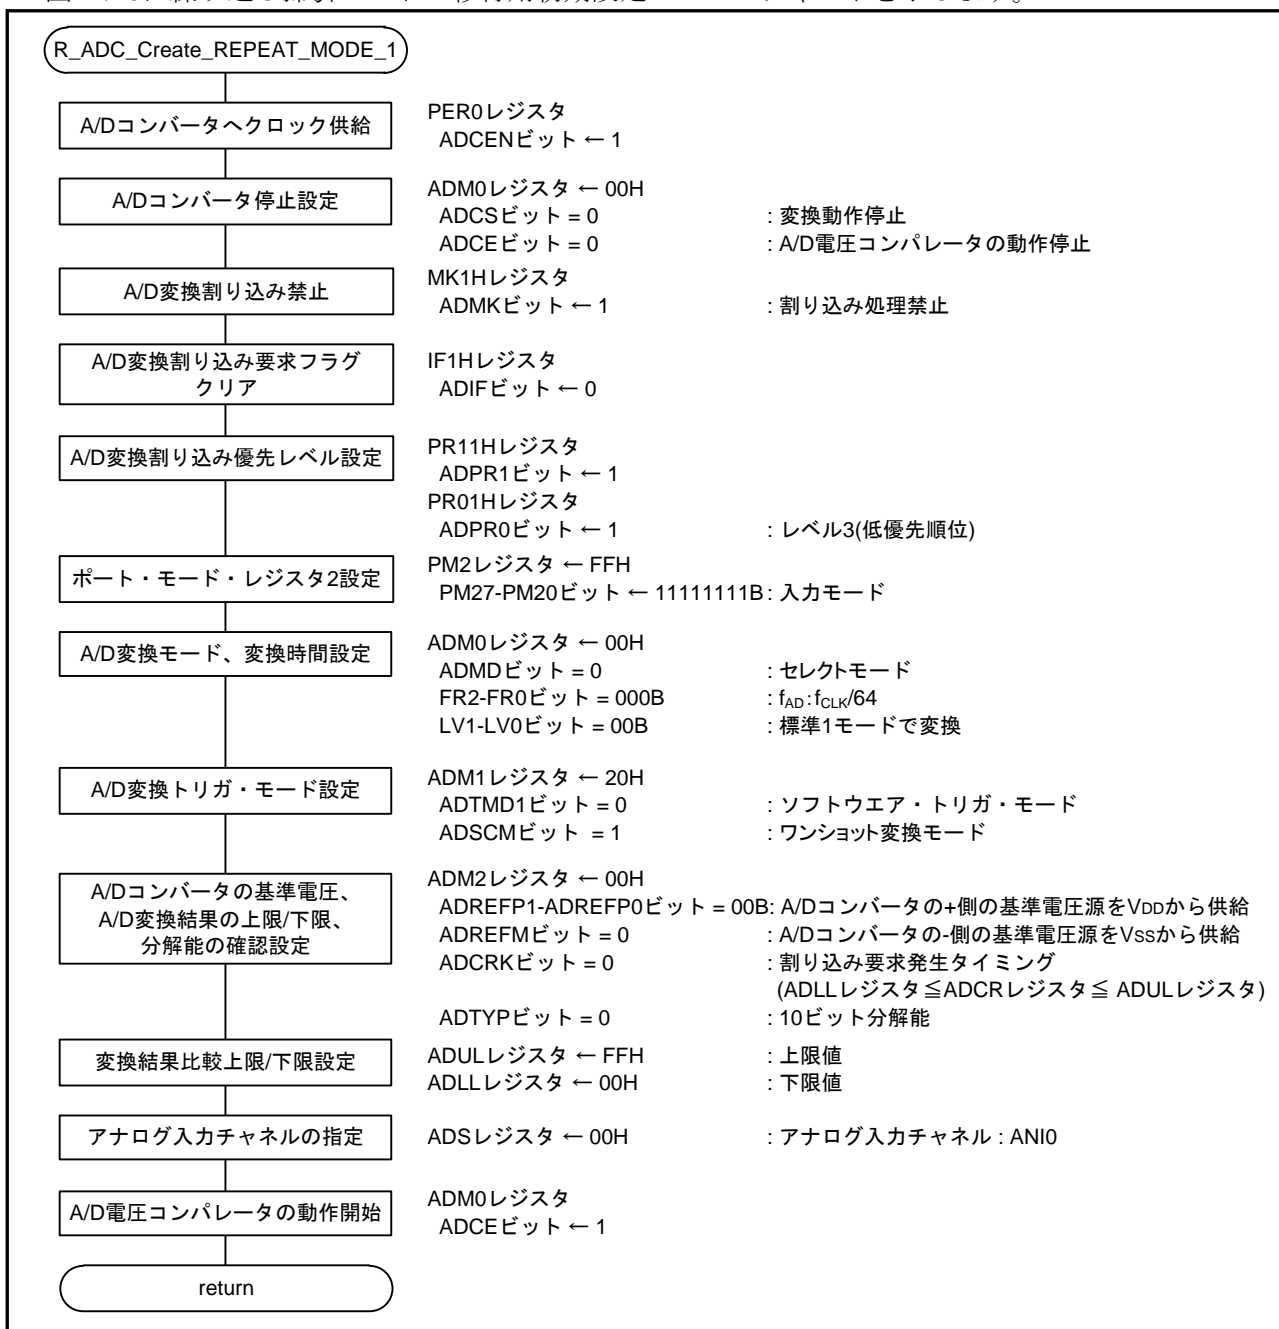 R_ADC_Create_REPEAT_MODE_1
A/Dコンバータへクロック供給
PER0レジスタ
ADCENビット ← 1
A/Dコンバータ停止設定
ADM0レジスタ ← 00H
ADCSビット = 0 : 変換動作停止
ADCEビット = 0 : A/D電圧コンパレータの動作停止
A/D変換割り込み禁止
MK1Hレジスタ
ADMKビット ← 1 : 割り込み処理禁止
A/D変換割り込み要求フラグ
クリア
IF1Hレジスタ
ADIFビット ← 0
A/D変換割り込み優先レベル設定
PR11Hレジスタ
ADPR1ビット ← 1
PR01Hレジスタ
ADPR0ビット ← 1 : レベル3(低優先順位)
ポート・モード・レジスタ2設定
PM2レジスタ ← FFH
PM27-PM20ビット ← 11111111B : 入力モード
A/D変換モード、変換時間設定
ADM0レジスタ ← 00H
ADMDビット = 0 : セレクトモード
FR2-FR0ビット = 000B : fAD:fCLK/64
LV1-LV0ビット = 00B : 標準1モードで変換
A/D変換トリガ・モード設定
ADM1レジスタ ← 20H
ADTMD1ビット = 0 : ソフトウエア・トリガ・モード
ADSCMビット = 1 : ワンショット変換モード
A/Dコンバータの基準電圧、
A/D変換結果の上限/下限、
分解能の確認設定
ADM2レジスタ ← 00H
ADREFP1-ADREFP0ビット = 00B: A/Dコンバータの+側の基準電圧源をVDDから供給
ADREFMビット = 0 : A/Dコンバータの-側の基準電圧源をVssから供給
ADCRKビット = 0 : 割り込み要求発生タイミング
(ADLLレジスタ≦ADCRレジスタ≦ ADULレジスタ)
ADTYPビット = 0 : 10ビット分解能
変換結果比較上限/下限設定
ADULレジスタ ← FFH : 上限値
ADLLレジスタ ← 00H : 下限値
アナログ入力チャネルの指定
ADSレジスタ ← 00H : アナログ入力チャネル : ANI0
A/D電圧コンパレータの動作開始
ADM0レジスタ
ADCEビット ← 1
return